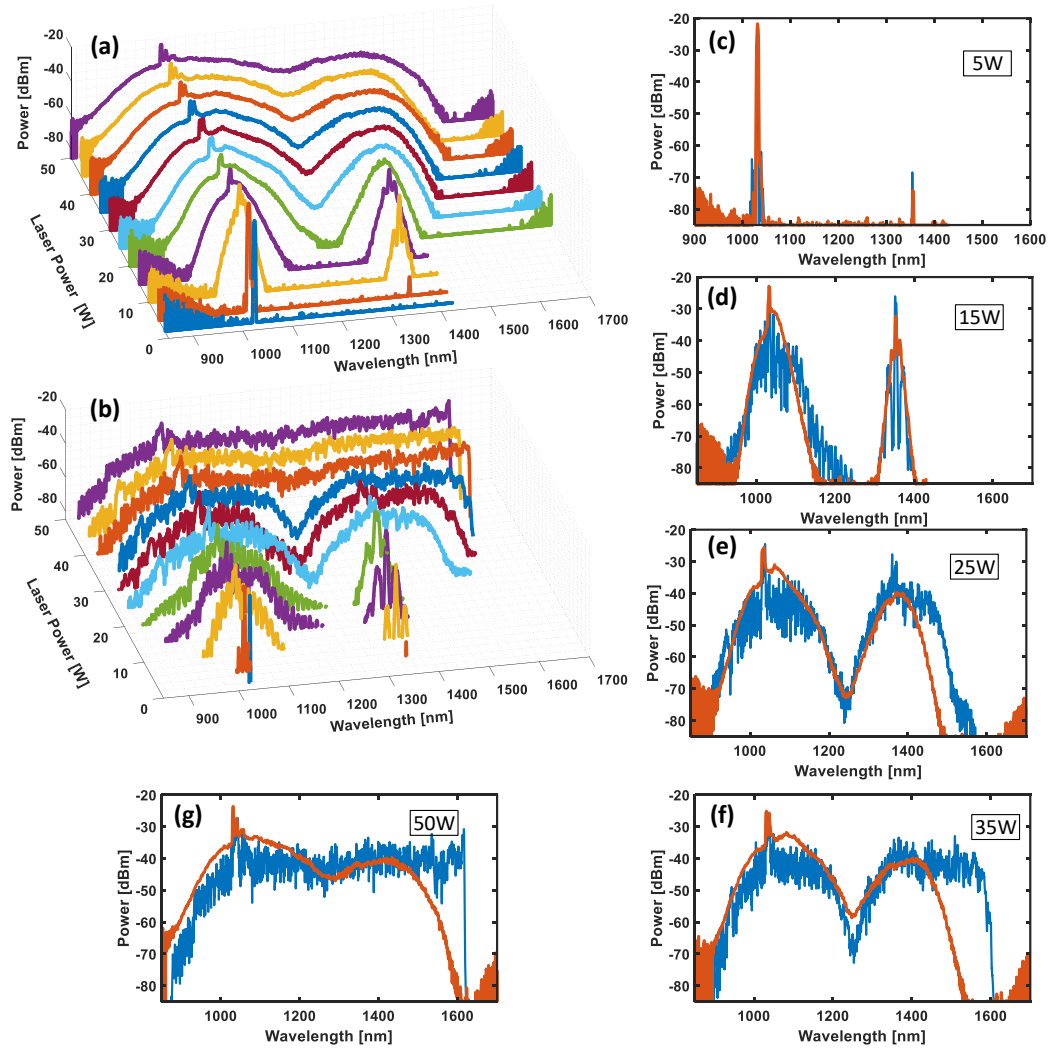 (a)
Power [dBm]
-20
-40
-60
-80
50
40
30
20
10
0
Laser Power [W]
900
1000
1100
1200
1300
1400
1500
1600
1700
Wavelength [nm]
(b)
Power [dBm]
-20
-40
-60
-80
50
40
30
20
10
0
Laser Power [W]
900
1000
1100
1200
1300
1400
1500
1600
1700
Wavelength [nm]
(c)
5W
Power [dBm]
-20
-30
-40
-50
-60
-70
-80
900 1000 1100 1200 1300 1400 1500 1600
Wavelength [nm]
(d)
15W
Power [dBm]
-20
-30
-40
-50
-60
-70
-80
1000 1200 1400 1600
Wavelength [nm]
(e)
25W
Power [dBm]
-20
-30
-40
-50
-60
-70
-80
1000 1200 1400 1600
Wavelength [nm]
(g)
50W
Power [dBm]
-20
-30
-40
-50
-60
-70
-80
1000 1200 1400 1600
Wavelength [nm]
(f)
35W
Power [dBm]
-20
-30
-40
-50
-60
-70
-80
1000 1200 1400 1600
Wavelength [nm]